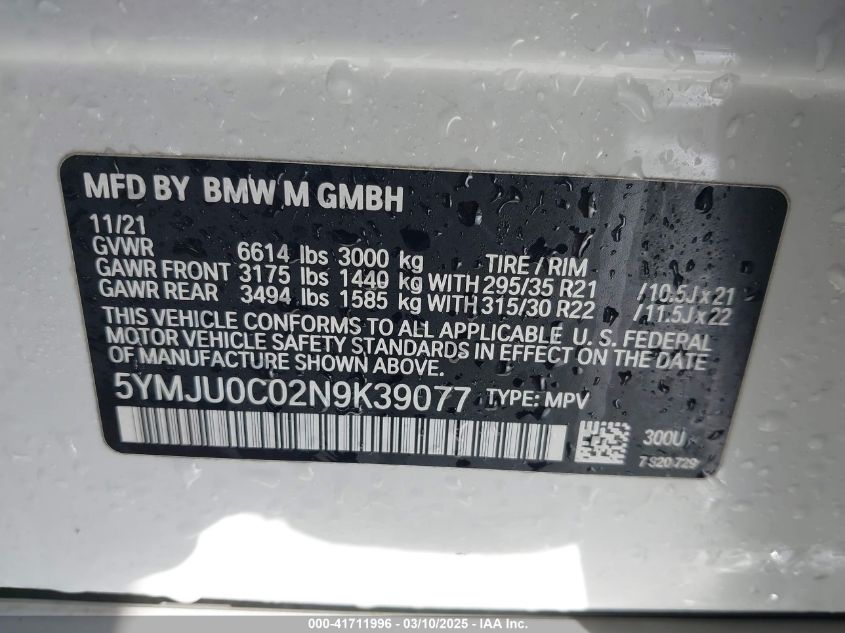 MFD BY BMW M GMBH
11/21
GVWR 6614 lbs 3000 kg TIRE / RIM
GAWR FRONT 3175 lbs 1440 kg WITH 295/35 R21 /10.5J x 21
GAWR REAR 3494 lbs 1585 kg WITH 315/30 R22 /11.5J x 22
THIS VEHICLE CONFORMS TO ALL APPLICABLE U. S. FEDERAL
MOTOR VEHICLE SAFETY STANDARDS IN EFFECT ON THE DATE
OF MANUFACTURE SHOWN ABOVE.
5YMJU0C02N9K39077 TYPE: MPV
300U
7 920 729
000-41711996 - 03/10/2025 - IAA Inc.